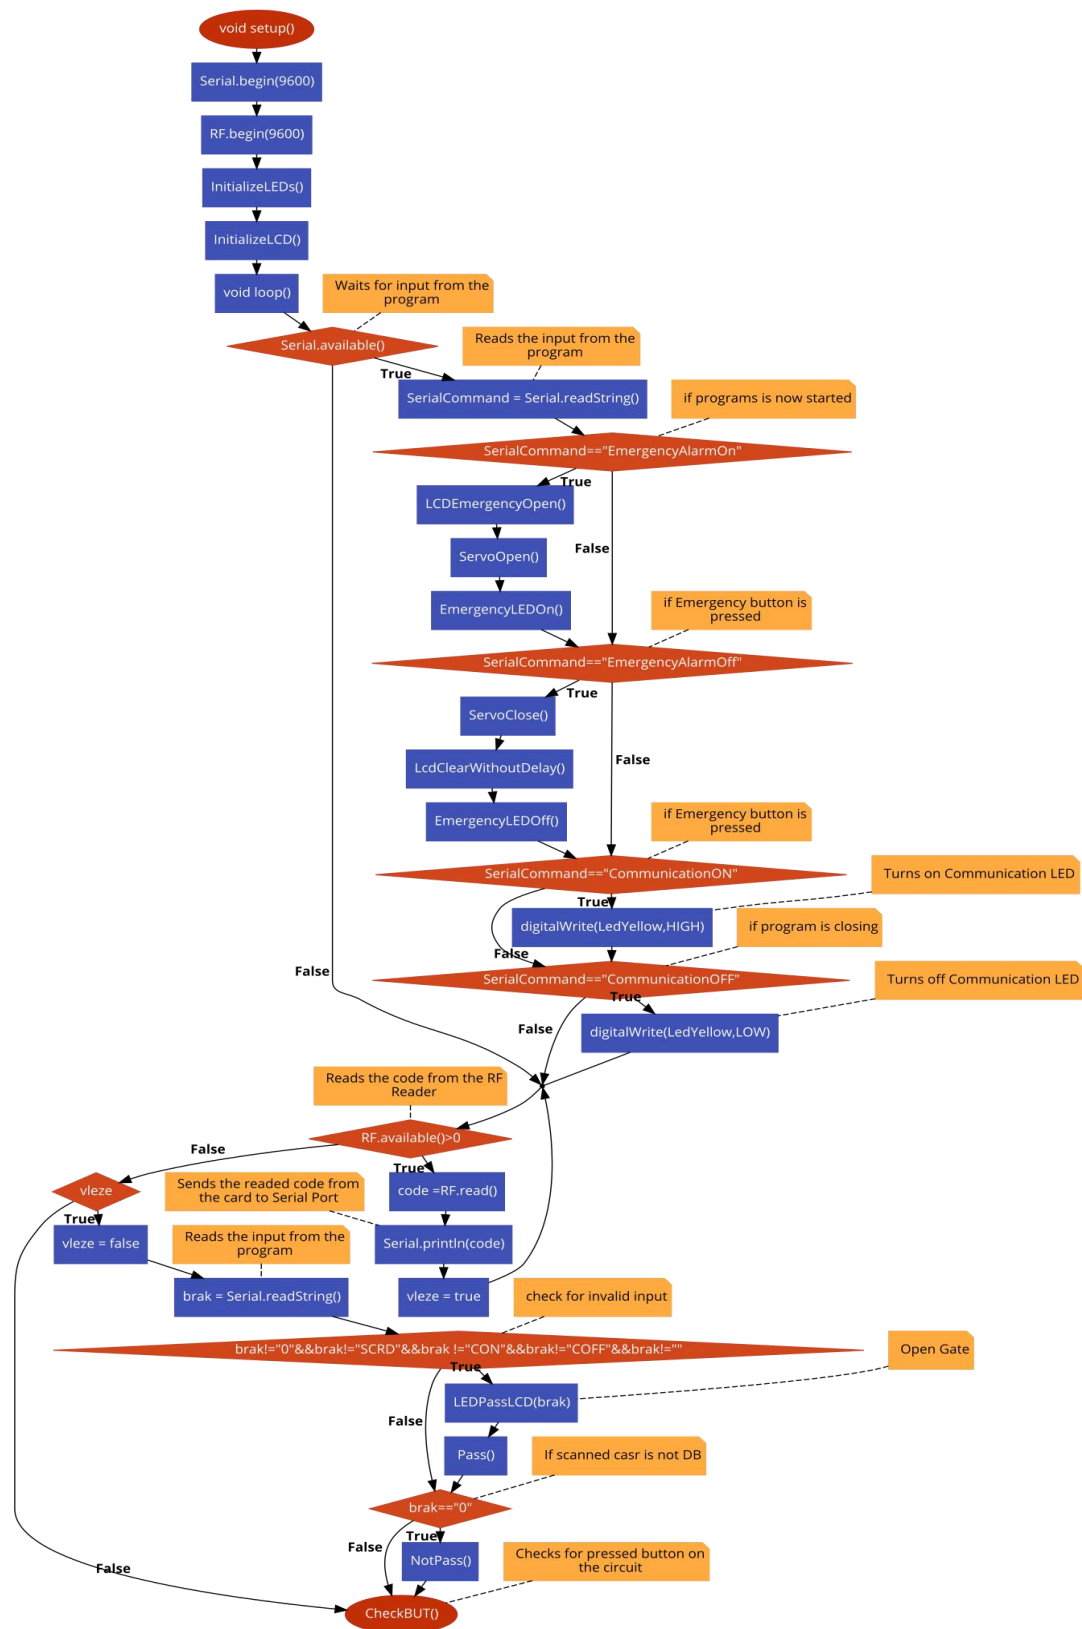 void setup()
Serial.begin(9600)
RF.begin(9600)
InitializeLEDs()
InitializeLCD()
void loop()
Waits for input from the
program
Serial.available()
True
False
Reads the input from the
program
SerialCommand = Serial.readString()
if programs is now started
SerialCommand=="EmergencyAlarmOn"
True
False
LCDEmergencyOpen()
ServoOpen()
EmergencyLEDOn()
if Emergency button is
pressed
SerialCommand=="EmergencyAlarmOff"
True
False
ServoClose()
LcdClearWithoutDelay()
EmergencyLEDOff()
if Emergency button is
pressed
SerialCommand=="CommunicationON"
True
False
Turns on Communication LED
digitalWrite(LedYellow,HIGH)
if program is closing
SerialCommand=="CommunicationOFF"
True
False
Turns off Communication LED
digitalWrite(LedYellow,LOW)
Reads the code from the RF
Reader
RF.available()>0
False
True
vleze
True
False
Sends the readed code from
the card to Serial Port
code =RF.read()
Serial.println(code)
vleze = true
vleze = false
Reads the input from the
program
brak = Serial.readString()
check for invalid input
brak!="0"&&brak!="SCRD"&&brak !="CON"&&brak!="COFF"&&brak!=""
True
False
Open Gate
LEDPassLCD(brak)
Pass()
If scanned casr is not DB
brak=="0"
True
False
NotPass()
Checks for pressed button on
the circuit
CheckBUT()